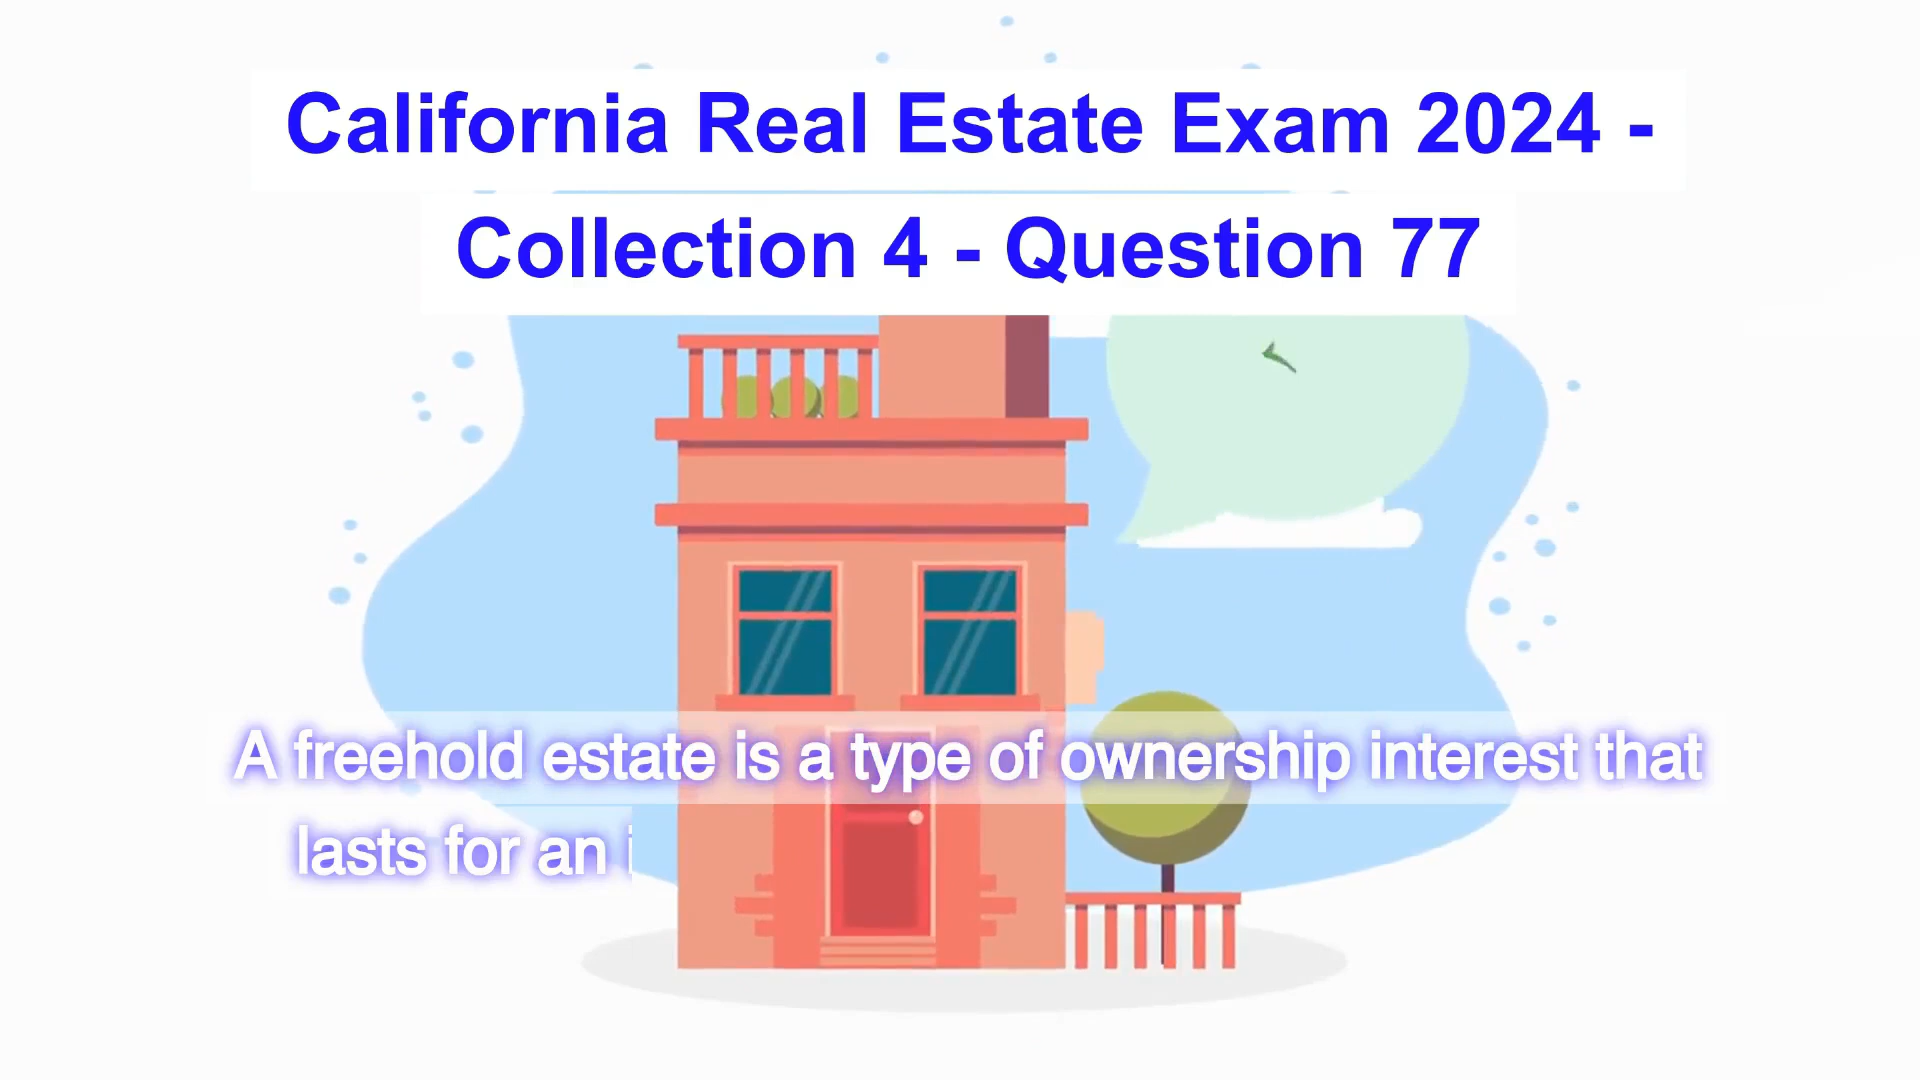 California Real Estate Exam 2024 -
Collection 4 - Question 77
A freehold estate is a type of ownership interest that
lasts for an i